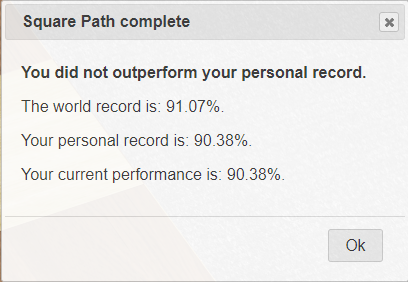 Square Path complete
You did not outperform your personal record.
The world record is: 91.07%.
Your personal record is: 90.38%.
Your current performance is: 90.38%.
Ok